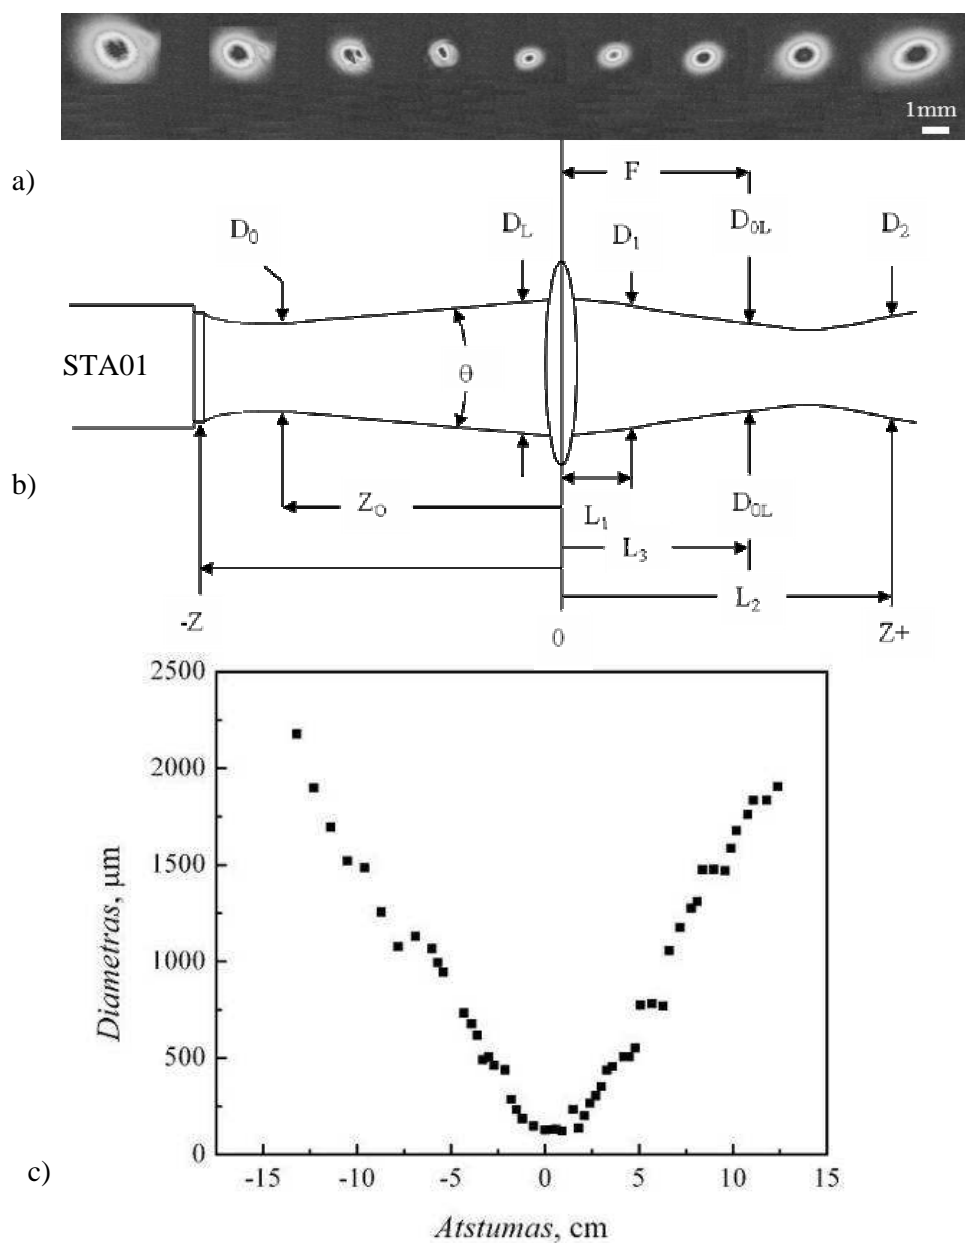 1mm
a)
F
D₀
D_L
D₁
D₀L
D₂
STA01
θ
b)
Z₀
L₁
D₀L
L₃
L₂
-Z
0
Z+
2500
2000
1500
1000
500
0
Diametras, μm
c)
-15 -10 -5 0 5 10 15
Atstumas, cm